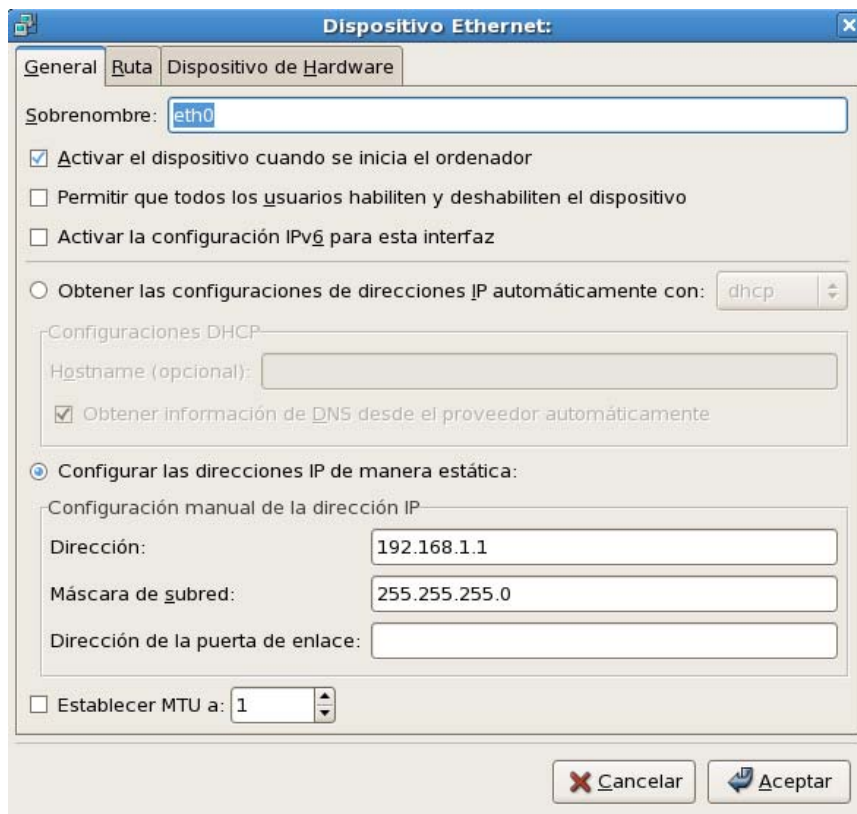 Dispositivo Ethernet:
General Ruta Dispositivo de Hardware
Sobrenombre: eth0
Activar el dispositivo cuando se inicia el ordenador
Permitir que todos los usuarios habiliten y deshabiliten el dispositivo
Activar la configuración IPv6 para esta interfaz
Obtener las configuraciones de direcciones IP automáticamente con: dhcp
Configuraciones DHCP
Hostname (opcional):
Obtener información de DNS desde el proveedor automáticamente
Configurar las direcciones IP de manera estática:
Configuración manual de la dirección IP
Dirección: 192.168.1.1
Máscara de subred: 255.255.255.0
Dirección de la puerta de enlace:
Establecer MTU a: 1
Cancelar Aceptar